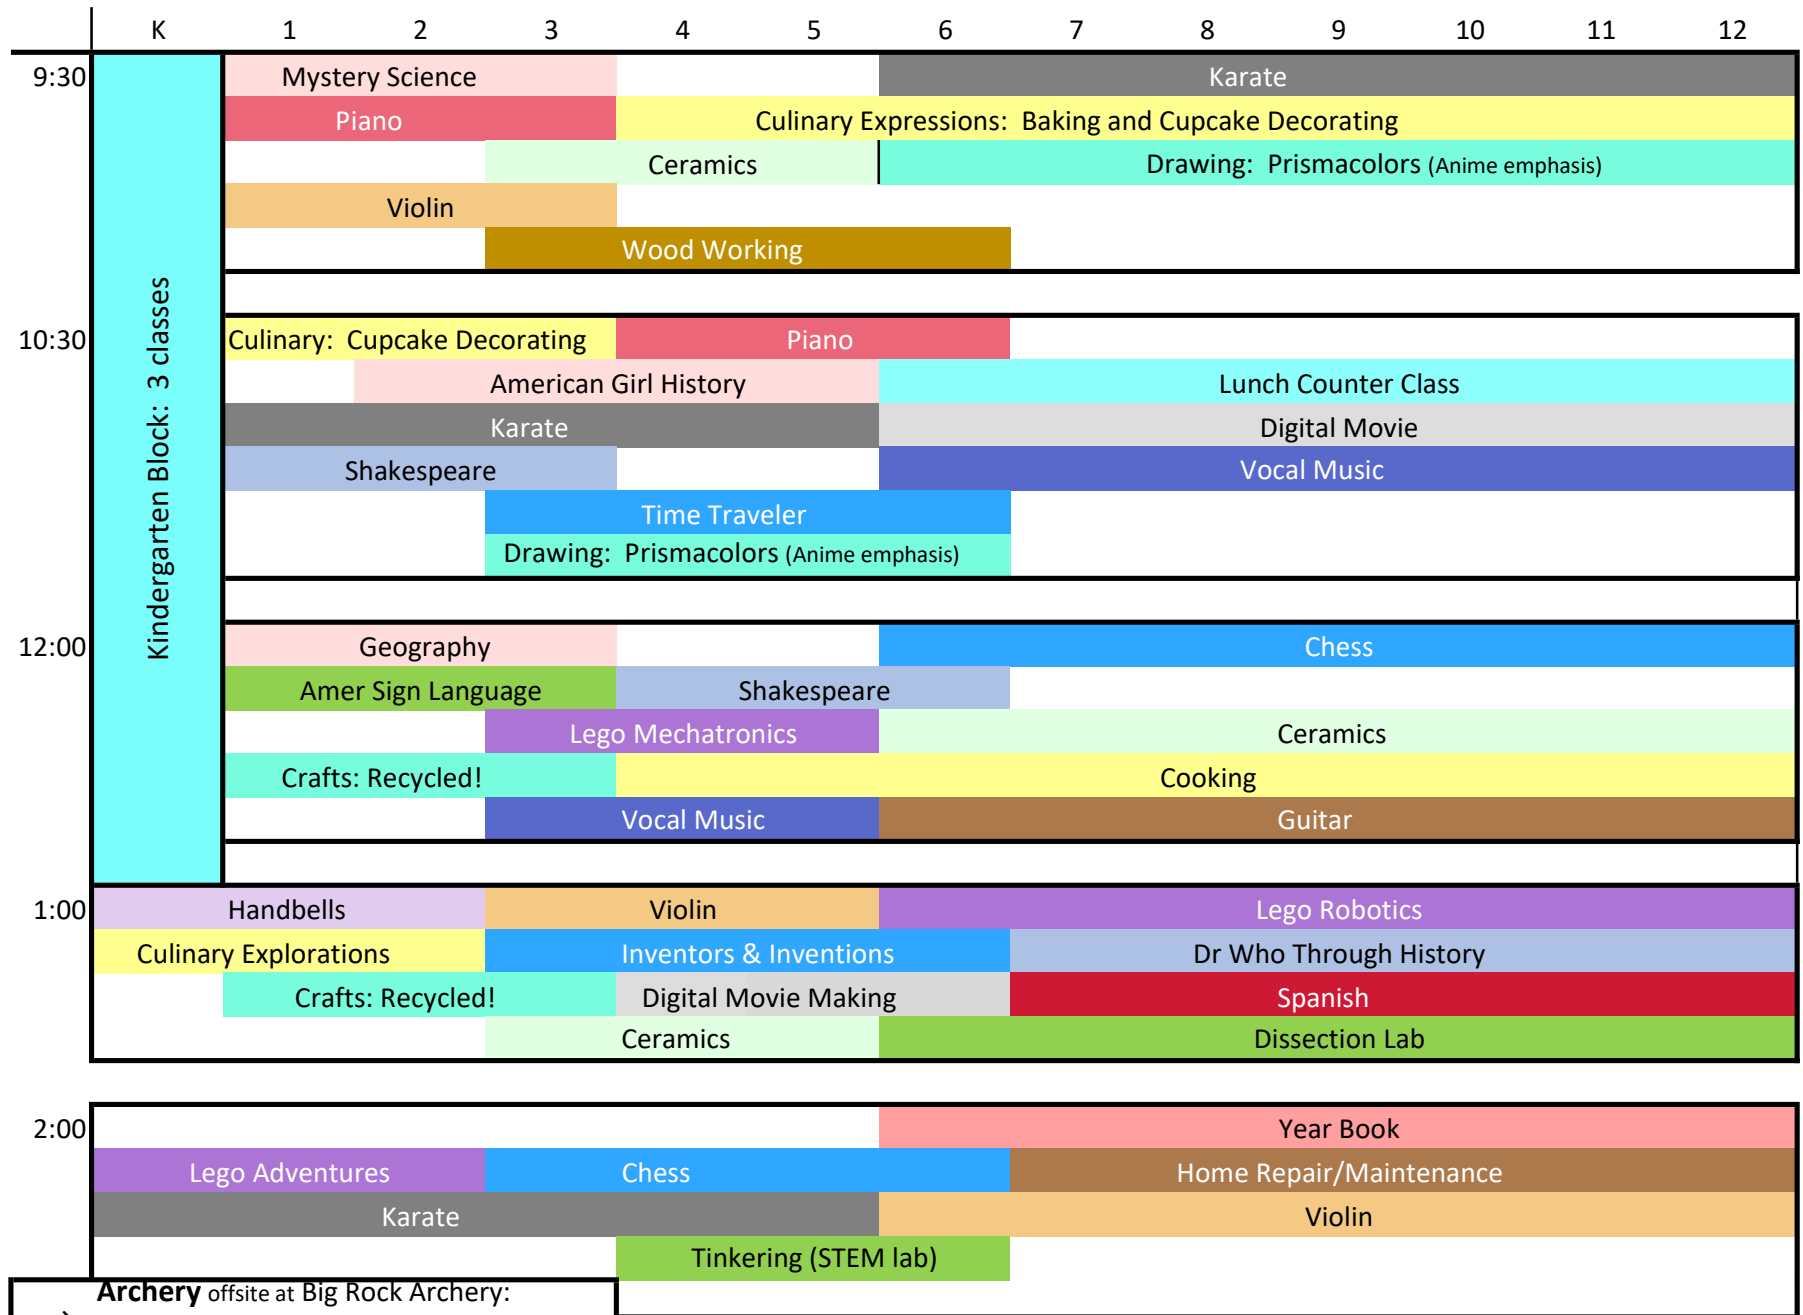 K 1 2 3 4 5 6 7 8 9 10 11 12
9:30 Mystery Science Karate
Piano Culinary Expressions: Baking and Cupcake Decorating
Ceramics Drawing: Prismacolors (Anime emphasis)
Violin
Wood Working
Kindergarten Block: 3 classes
10:30 Culinary: Cupcake Decorating Piano
American Girl History Lunch Counter Class
Karate Digital Movie
Shakespeare Vocal Music
Time Traveler
Drawing: Prismacolors (Anime emphasis)
12:00 Geography Chess
Amer Sign Language Shakespeare
Lego Mechatronics Ceramics
Crafts: Recycled! Cooking
Vocal Music Guitar
1:00 Handbells Violin Lego Robotics
Culinary Explorations Inventors & Inventions Dr Who Through History
Crafts: Recycled! Digital Movie Making Spanish
Ceramics Dissection Lab
2:00 Year Book
Lego Adventures Chess Home Repair/Maintenance
Karate Violin
Tinkering (STEM lab)
Archery offsite at Big Rock Archery: